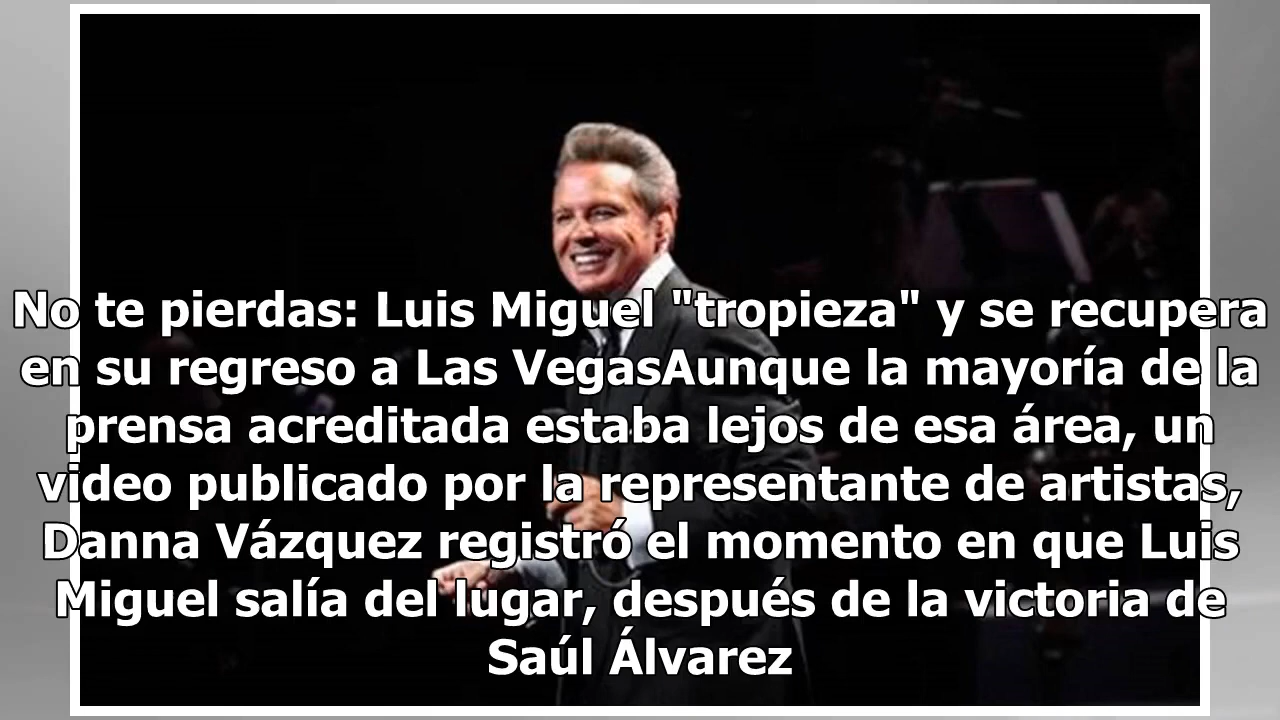 No te pierdas: Luis Miguel "tropieza" y se recupera
en su regreso a Las VegasAunque la mayoría de la
prensa acreditada estaba lejos de esa área, un
video publicado por la representante de artistas,
Danna Vázquez registró el momento en que Luis
Miguel salía del lugar, después de la victoria de
Saúl Álvarez